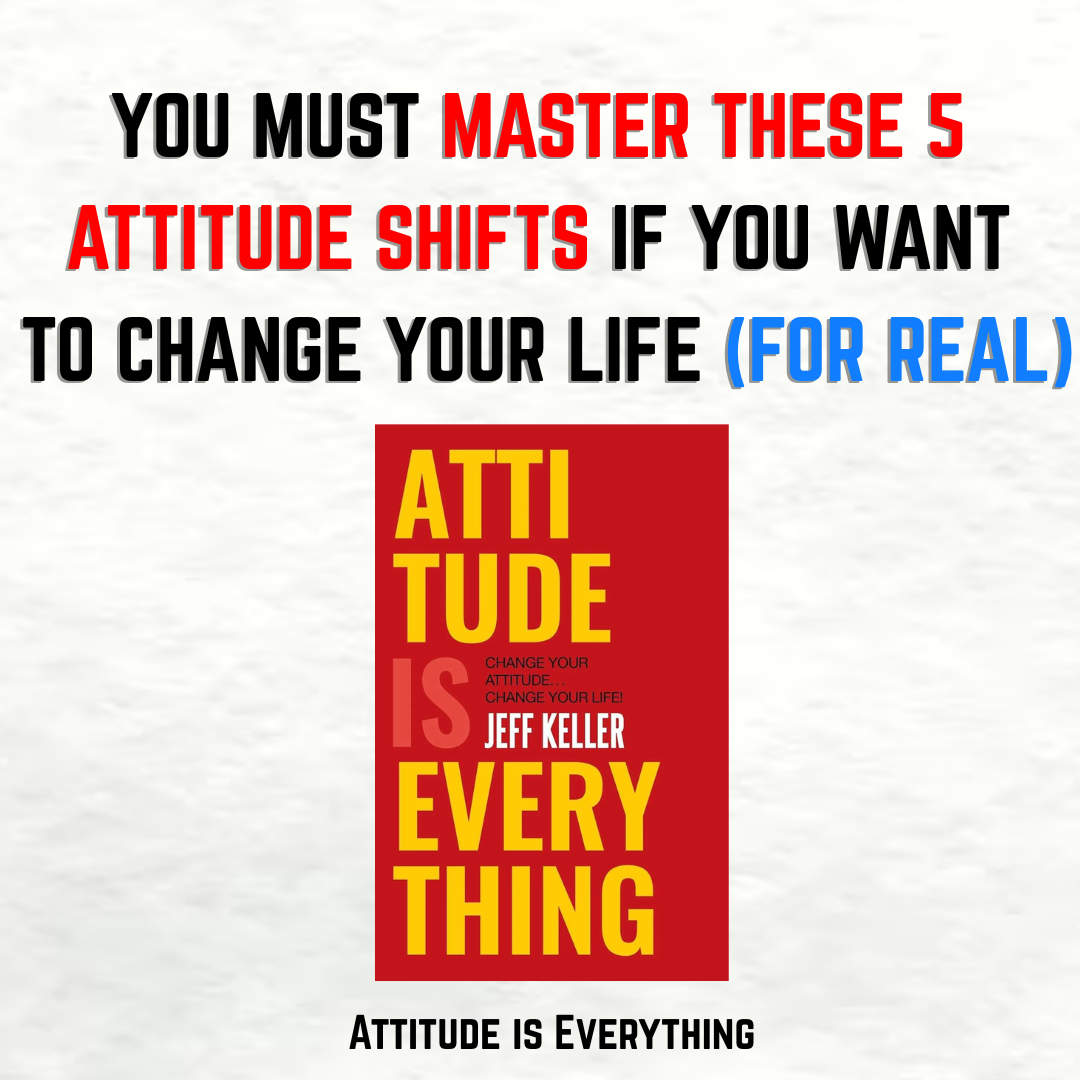 YOU MUST MASTER THESE 5
ATTITUDE SHIFTS IF YOU WANT
TO CHANGE YOUR LIFE (FOR REAL)
ATTI
TUDE
IS
CHANGE YOUR
ATTITUDE...
CHANGE YOUR LIFE!
JEFF KELLER
EVERY
THING
ATTITUDE IS EVERYTHING